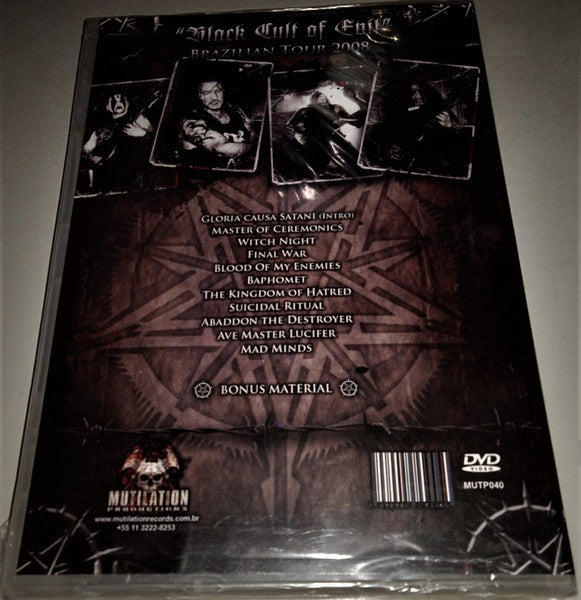 "Black Cult of Evil"
BRAZILIAN TOUR 2008
GLORIA CAUSA SATANI (INTRO)
MASTER OF CEREMONICS
WITCH NIGHT
FINAL WAR
BLOOD OF MY ENEMIES
BAPHOMET
THE KINGDOM OF HATRED
SUICIDAL RITUAL
ABADDON THE DESTROYER
AVE MASTER LUCIFER
MAD MINDS
BONUS MATERIAL
MUTILATION
PRODUCTIONS
www.mutilationrecords.com.br
+55 11 3222-8253
DVD
VIDEO
MUTP040